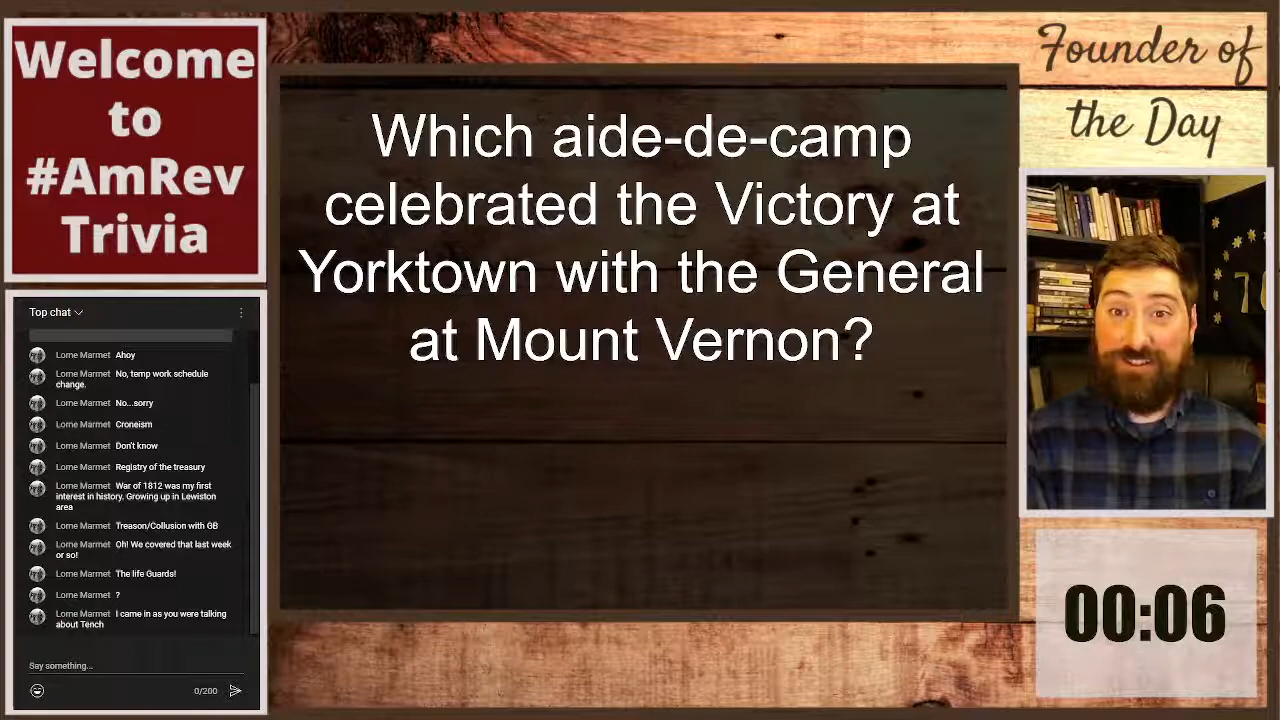 Welcome
to
#AmRev
Trivia
Which aide-de-camp
celebrated the Victory at
Yorktown with the General
at Mount Vernon?
Founder of
the Day
Top chat
Lorne Marmet Ahoy
Lorne Marmet No, temp work schedule
change.
Lorne Marmet No...sorry
Lorne Marmet Croneism
Lorne Marmet Don't know
Lorne Marmet Registry of the treasury
Lorne Marmet War of 1812 was my first
interest in history. Growing up in Lewiston
area
Lorne Marmet Treason/Collusion with GB
Lorne Marmet Oh! We covered that last week
or so!
Lorne Marmet The life Guards!
Lorne Marmet ?
Lorne Marmet I came in as you were talking
about Tench
Say something...
0/200
00:06